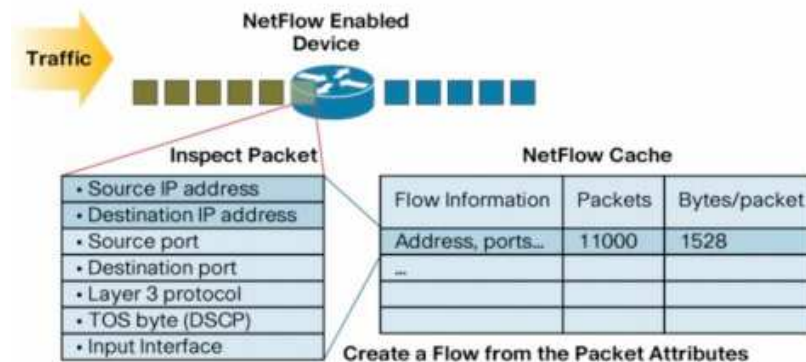 NetFlow Enabled
Device
Traffic
Inspect Packet
• Source IP address
• Destination IP address
• Source port
• Destination port
• Layer 3 protocol
• TOS byte (DSCP)
• Input Interface
NetFlow Cache
Flow Information Packets Bytes/packet
Address, ports... 11000 1528
...
Create a Flow from the Packet Attributes